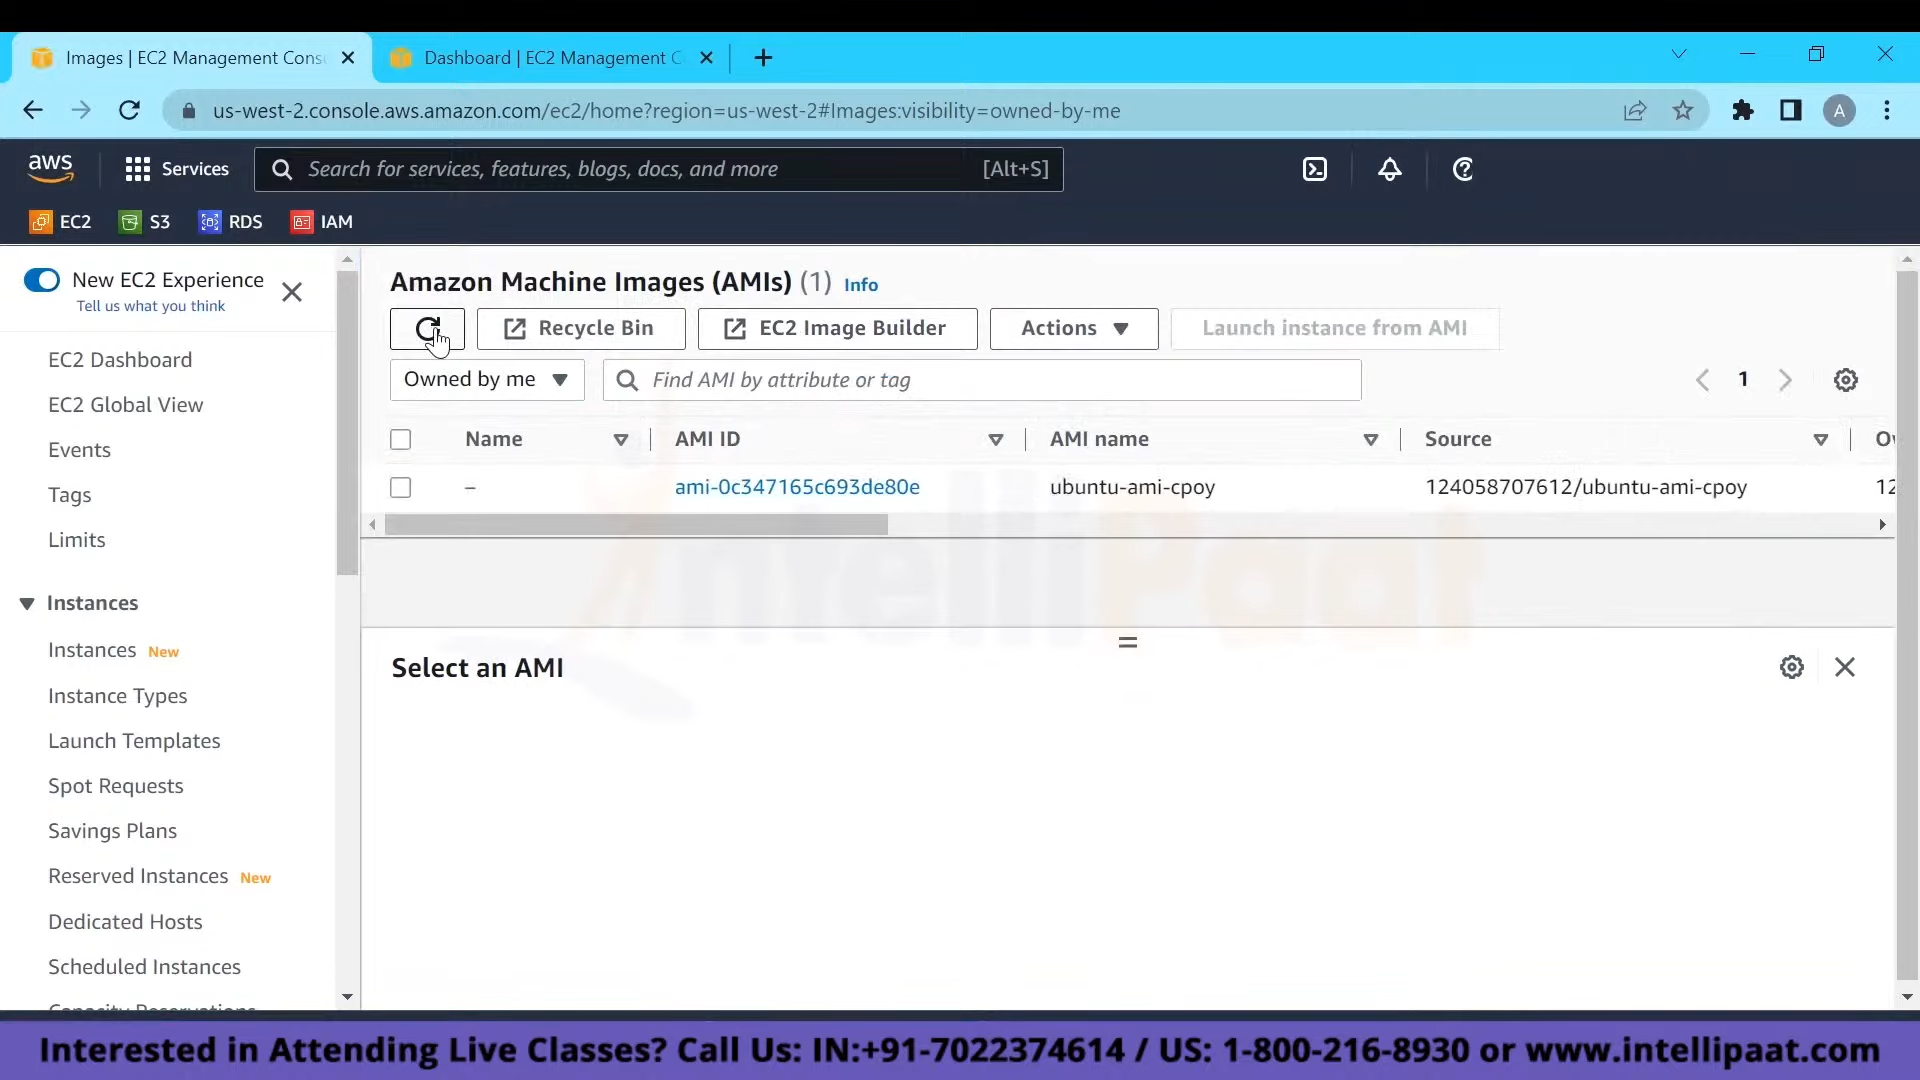 Images | EC2 Management Cons
Dashboard | EC2 Management C
us-west-2.console.aws.amazon.com/ec2/home?region=us-west-2#Images:visibility=owned-by-me
A
aws
Services
Search for services, features, blogs, docs, and more
[Alt+S]
EC2
S3
RDS
IAM
New EC2 Experience
Tell us what you think
EC2 Dashboard
EC2 Global View
Events
Tags
Limits
Instances
Instances New
Instance Types
Launch Templates
Spot Requests
Savings Plans
Reserved Instances New
Dedicated Hosts
Scheduled Instances
Capacity Reservations
Amazon Machine Images (AMIs) (1) Info
Recycle Bin
EC2 Image Builder
Actions
Launch instance from AMI
Owned by me
Find AMI by attribute or tag
1
Name
AMI ID
AMI name
Source
Ov
–
ami-0c347165c693de80e
ubuntu-ami-cpoy
124058707612/ubuntu-ami-cpoy
12
intelliPaat
Select an AMI
Interested in Attending Live Classes? Call Us: IN:+91-7022374614 / US: 1-800-216-8930 or www.intellipaat.com